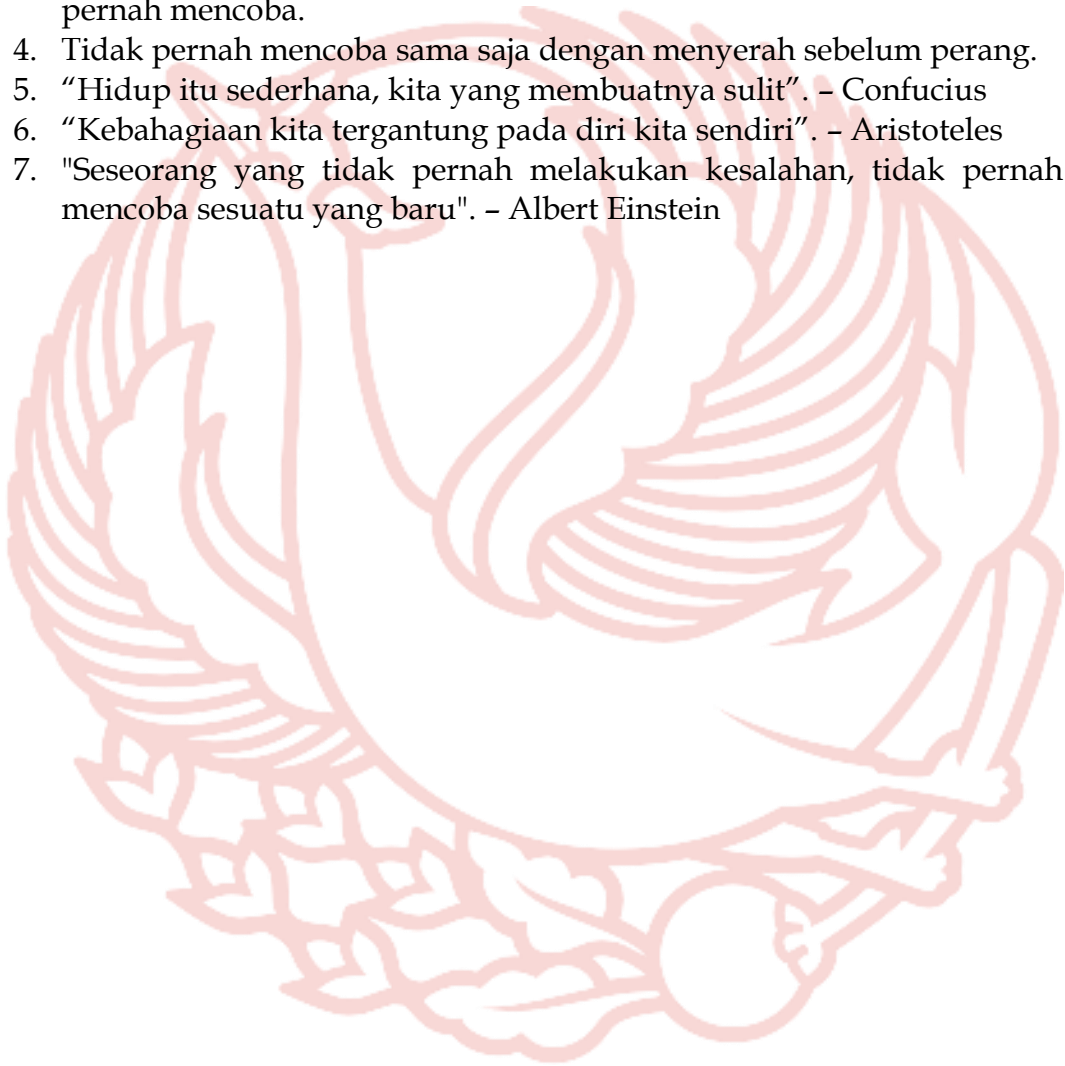 pernah mencoba.
4. Tidak pernah mencoba sama saja dengan menyerah sebelum perang.
5. “Hidup itu sederhana, kita yang membuatnya sulit”. – Confucius
6. “Kebahagiaan kita tergantung pada diri kita sendiri”. – Aristoteles
7. "Seseorang yang tidak pernah melakukan kesalahan, tidak pernah
mencoba sesuatu yang baru". – Albert Einstein